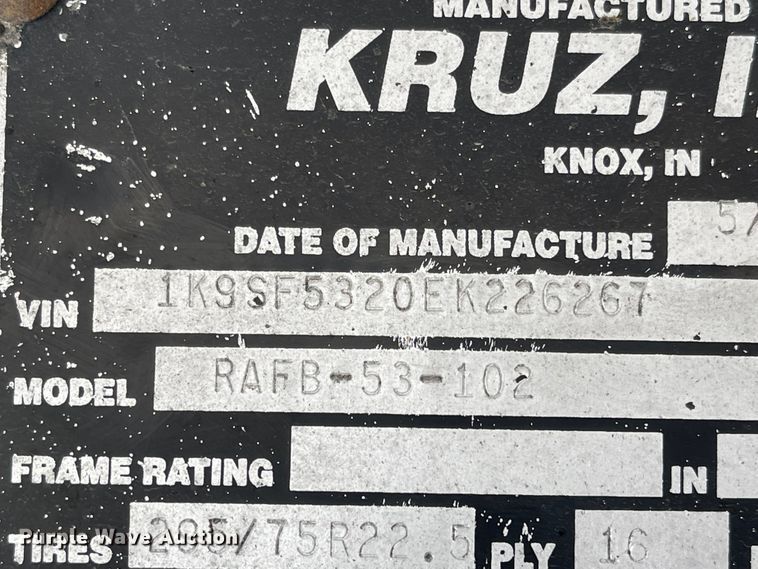 MANUFACTURED
KRUZ, I
KNOX, IN
DATE OF MANUFACTURE 5/
VIN 1K9SF5320EK226267
MODEL RAFB-53-102
FRAME RATING IN
TIRES 295/75R22.5 PLY 16
Purple Wave Auction